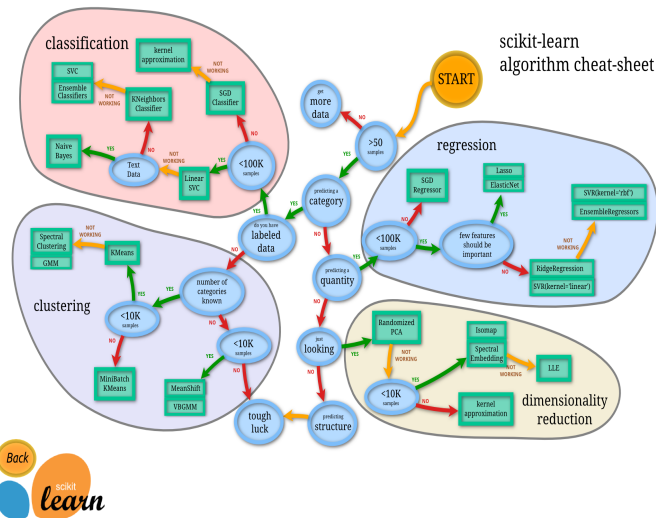 scikit-learn
algorithm cheat-sheet
START
classification
kernel
approximation
NOT
WORKING
SVC
Ensemble
Classifiers
NOT
WORKING
KNeighbors
Classifier
SGD
Classifier
NO
get
more
data
NO
>50
samples
YES
Naive
Bayes
YES
Text
Data
NO
NOT
WORKING
Linear
SVC
YES
<100K
samples
YES
predicting a
category
YES
NO
do you have
labeled
data
NO
regression
SGD
Regressor
NO
<100K
samples
YES
Lasso
ElasticNet
YES
few features
should be
important
NO
SVR(kernel='rbf')
EnsembleRegressors
NOT
WORKING
RidgeRegression
SVR(kernel='linear')
predicting a
quantity
YES
NO
clustering
Spectral
Clustering
GMM
NOT
WORKING
KMeans
YES
<10K
samples
NO
MiniBatch
KMeans
number of
categories
known
YES
NO
<10K
samples
YES
NO
MeanShift
VBGMM
tough
luck
just
looking
YES
NO
predicting
structure
Randomized
PCA
NOT
WORKING
<10K
samples
YES
NO
Isomap
Spectral
Embedding
NOT
WORKING
LLE
kernel
approximation
dimensionality
reduction
Back
scikit
learn